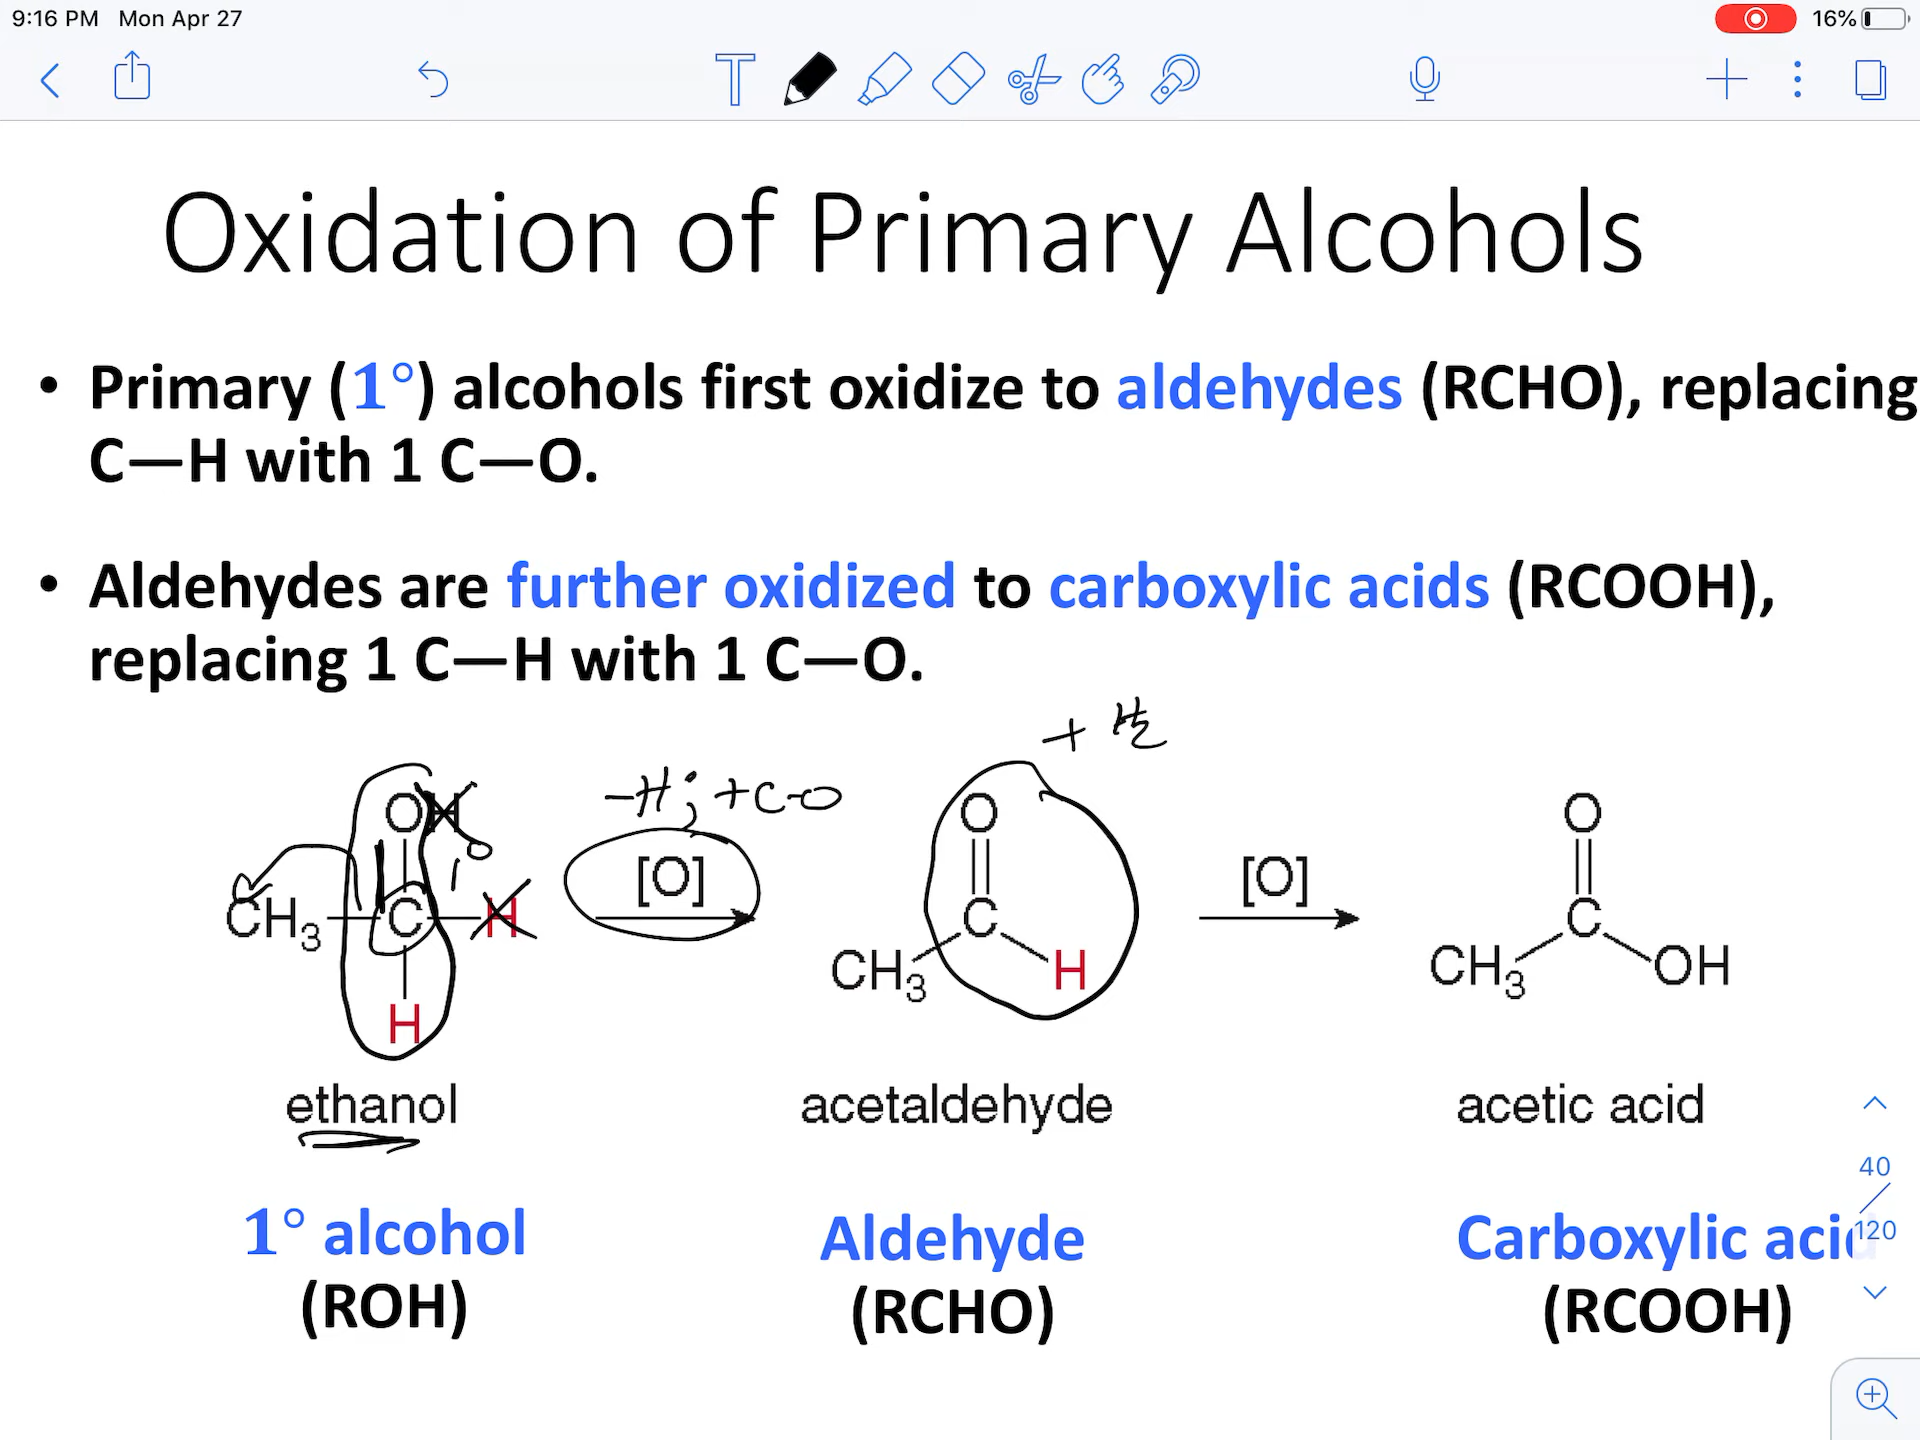 9:16 PM Mon Apr 27
16%
Oxidation of Primary Alcohols
• Primary (1°) alcohols first oxidize to aldehydes (RCHO), replacing
C—H with 1 C—O.
• Aldehydes are further oxidized to carboxylic acids (RCOOH),
replacing 1 C—H with 1 C—O.
+ H2
-H; +C-O
OH
CH3 C H
H
[O]
O
C
CH3 H
[O]
O
C
CH3 OH
ethanol
acetaldehyde
acetic acid
40
120
1° alcohol
(ROH)
Aldehyde
(RCHO)
Carboxylic aci
(RCOOH)